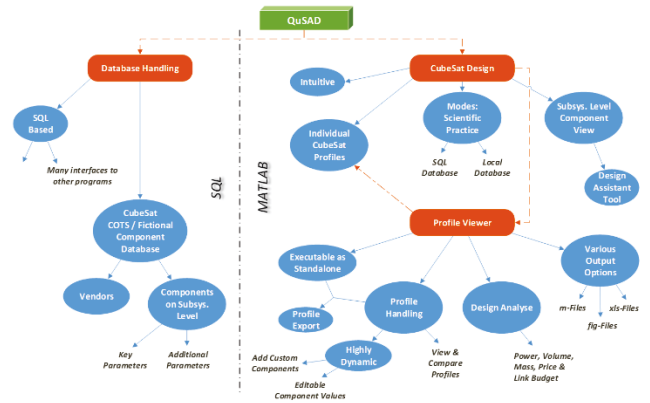 QuSAD
Database Handling
CubeSat Design
Intuitive
SQL
Based
Modes:
Scientific
Practice
Subsys. Level
Component
View
Individual
CubeSat
Profiles
Many interfaces to
other programs
SQL
Database
Local
Database
Design
Assistant
Tool
SQL
MATLAB
CubeSat
COTS / Fictional
Component
Database
Profile Viewer
Executable as
Standalone
Various
Output
Options
Vendors
Components
on Subsys.
Level
Profile
Export
Profile
Handling
Design Analyse
m-Files
xls-Files
fig-Files
Highly
Dynamic
Key
Parameters
Additional
Parameters
Add Custom
Components
View &
Compare
Profiles
Power, Volume,
Mass, Price &
Link Budget
Editable
Component Values